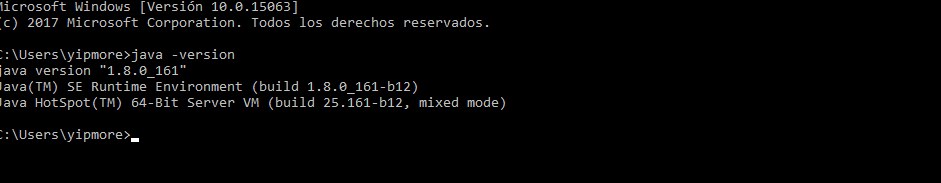 Microsoft Windows [Versión 10.0.15063]
(c) 2017 Microsoft Corporation. Todos los derechos reservados.
C:\Users\yipmore>java -version
java version "1.8.0_161"
Java(TM) SE Runtime Environment (build 1.8.0_161-b12)
Java HotSpot(TM) 64-Bit Server VM (build 25.161-b12, mixed mode)
C:\Users\yipmore>